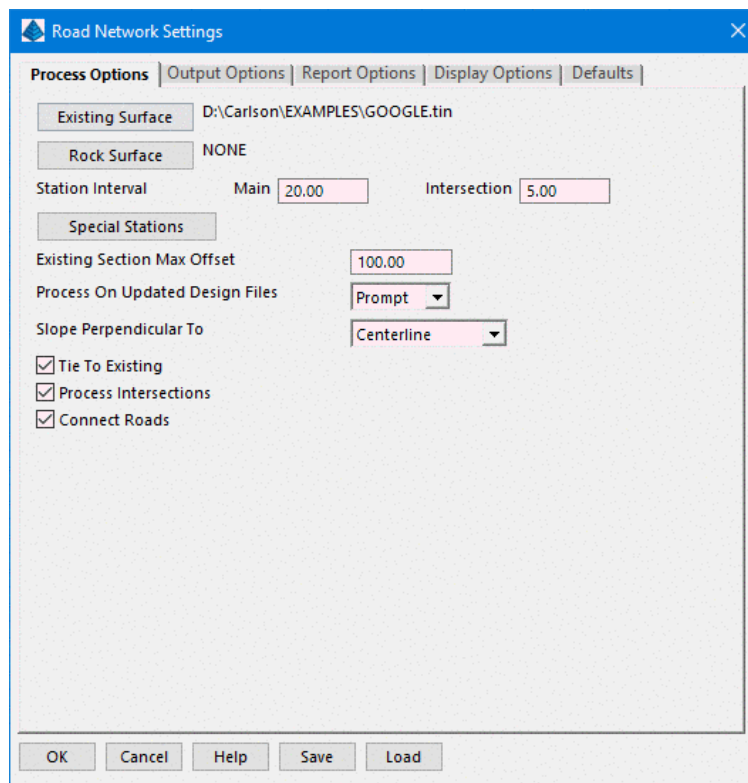 Road Network Settings
Process Options Output Options Report Options Display Options Defaults
Existing Surface D:\Carlson\EXAMPLES\GOOGLE.tin
Rock Surface NONE
Station Interval Main 20.00 Intersection 5.00
Special Stations
Existing Section Max Offset 100.00
Process On Updated Design Files Prompt
Slope Perpendicular To Centerline
Tie To Existing
Process Intersections
Connect Roads
OK Cancel Help Save Load